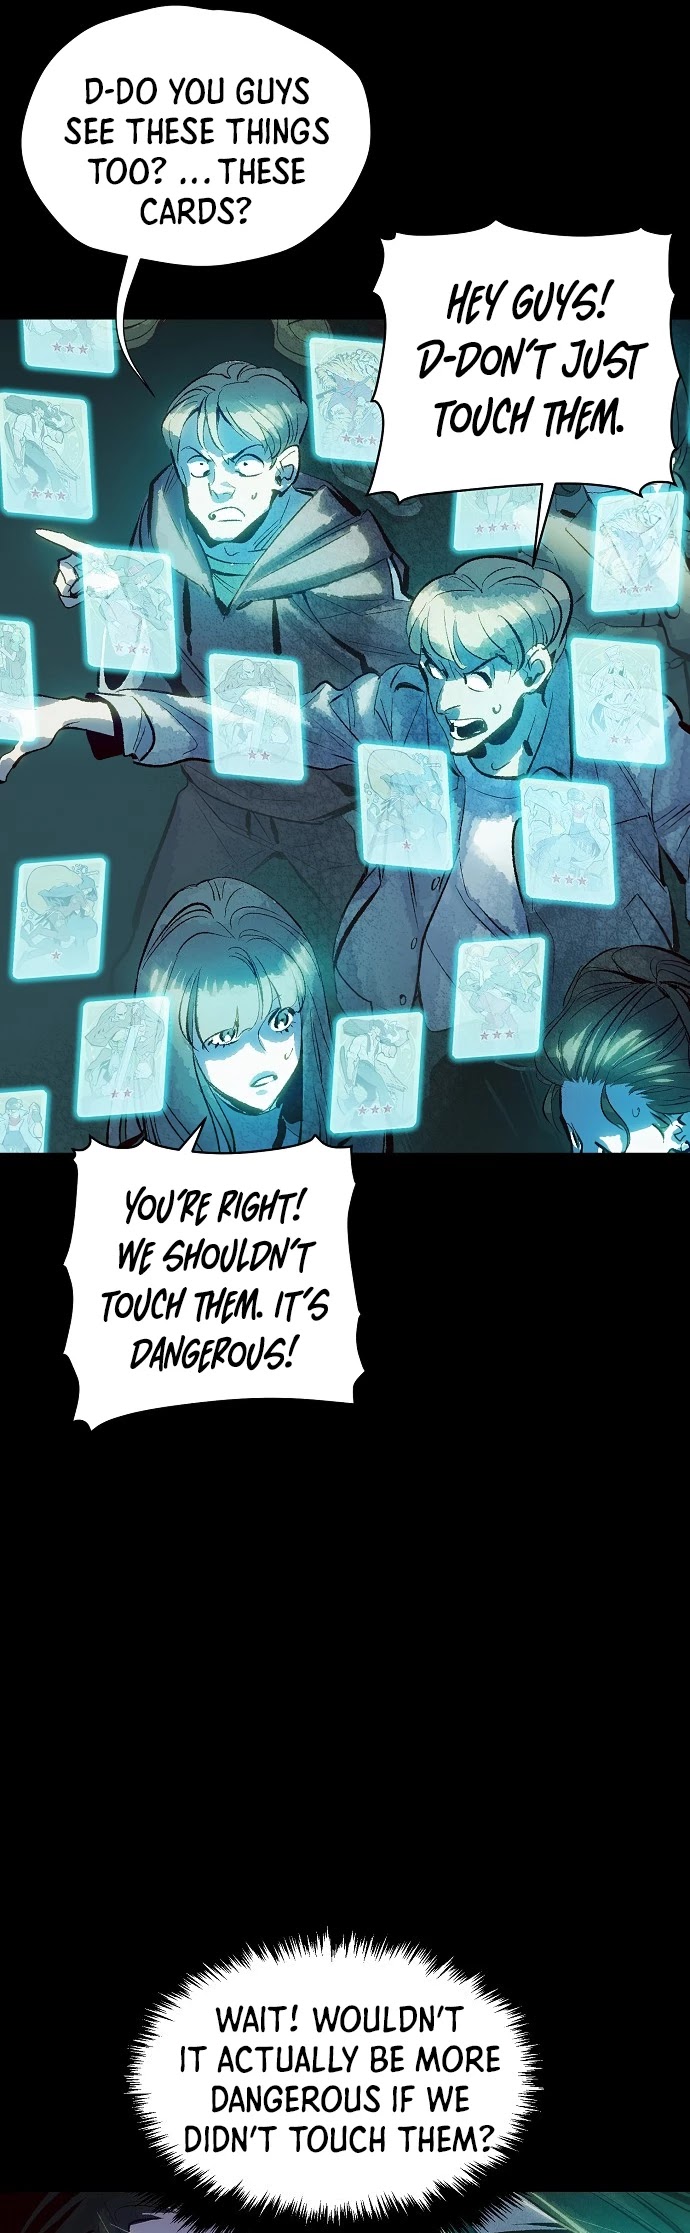 D-DO YOU GUYS
SEE THESE THINGS
TOO? ...THESE
CARDS?
HEY GUYS!
D-DON'T JUST
TOUCH THEM.
YOU'RE RIGHT!
WE SHOULDN'T
TOUCH THEM. IT'S
DANGEROUS!
WAIT! WOULDN'T
IT ACTUALLY BE MORE
DANGEROUS IF WE
DIDN'T TOUCH THEM?